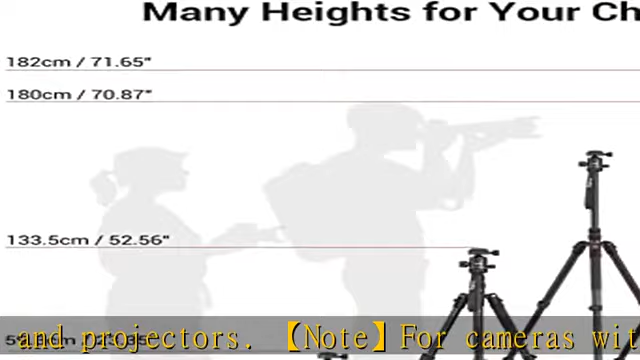 Many Heights for Your Ch
182cm / 71.65"
180cm / 70.87"
133.5cm / 52.56"
and projectors. 【Note】For cameras wit